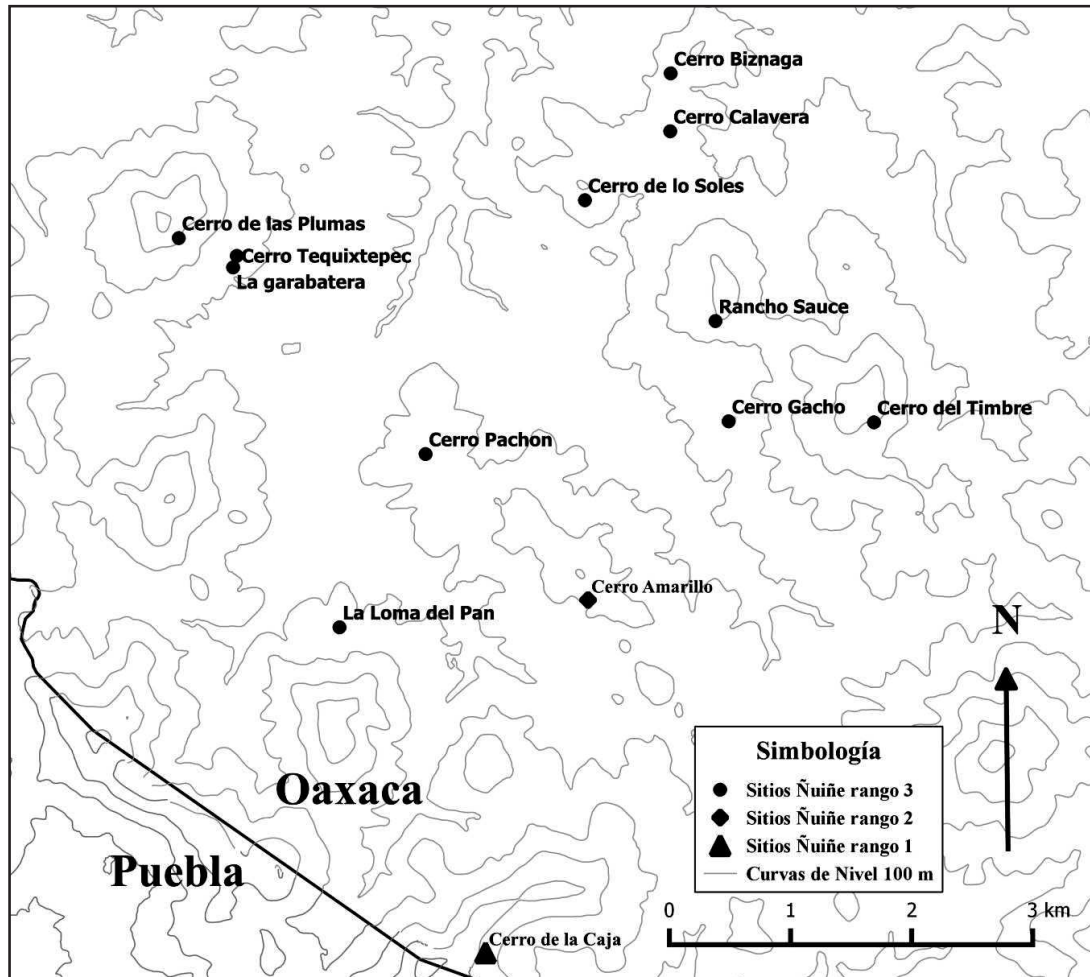 Cerro Biznaga
Cerro Calavera
Cerro de lo Soles
Cerro de las Plumas
Cerro Tequixtepec
La garabatera
Rancho Sauce
Cerro Gacho
Cerro del Timbre
Cerro Pachon
Cerro Amarillo
La Loma del Pan
N
Oaxaca
Puebla
Cerro de la Caja
Simbología
Sitios Ñuiñe rango 3
Sitios Ñuiñe rango 2
Sitios Ñuiñe rango 1
Curvas de Nivel 100 m
0 1 2 3 km